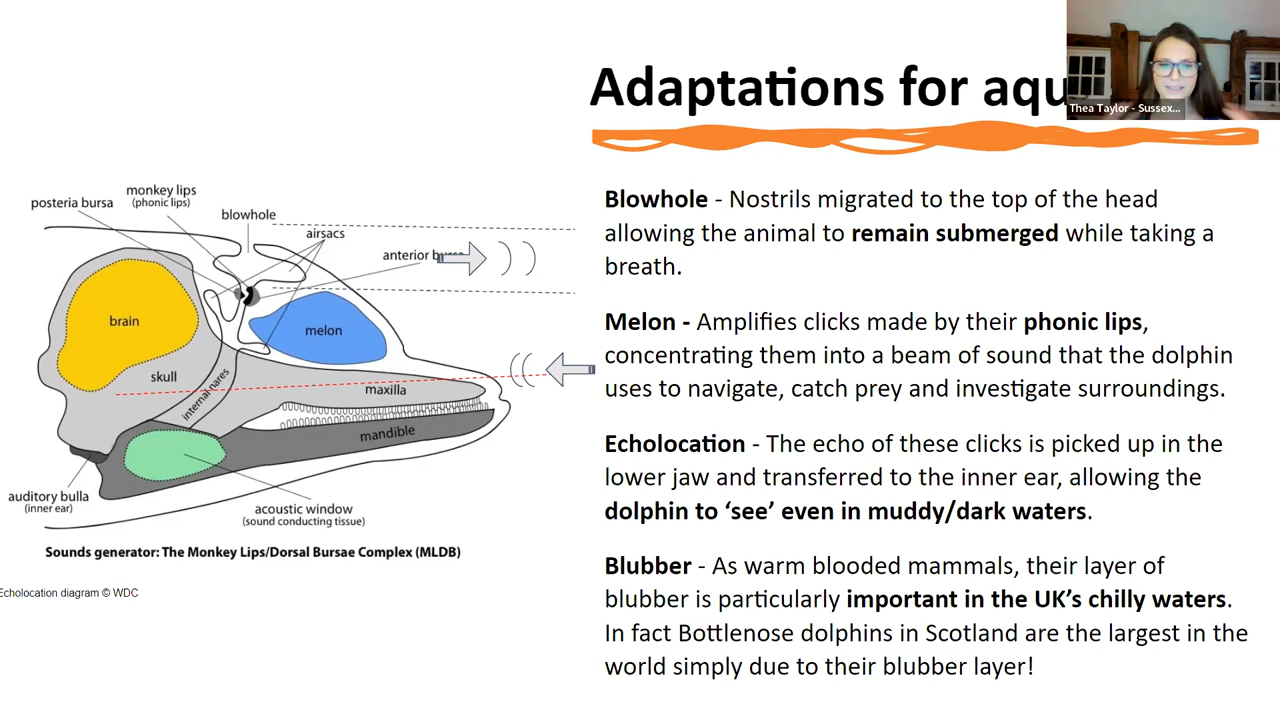 Adaptations for aqu
Thea Taylor - Sussex...
Blowhole - Nostrils migrated to the top of the head
allowing the animal to remain submerged while taking a
breath.
Melon - Amplifies clicks made by their phonic lips,
concentrating them into a beam of sound that the dolphin
uses to navigate, catch prey and investigate surroundings.
Echolocation - The echo of these clicks is picked up in the
lower jaw and transferred to the inner ear, allowing the
dolphin to ‘see’ even in muddy/dark waters.
Blubber - As warm blooded mammals, their layer of
blubber is particularly important in the UK’s chilly waters.
In fact Bottlenose dolphins in Scotland are the largest in the
world simply due to their blubber layer!
monkey lips
(phonic lips)
posteria bursa
blowhole
airsacs
anterior bursa
brain
melon
skull
internal nares
maxilla
mandible
auditory bulla
(inner ear)
acoustic window
(sound conducting tissue)
Sounds generator: The Monkey Lips/Dorsal Bursae Complex (MLDB)
Echolocation diagram © WDC